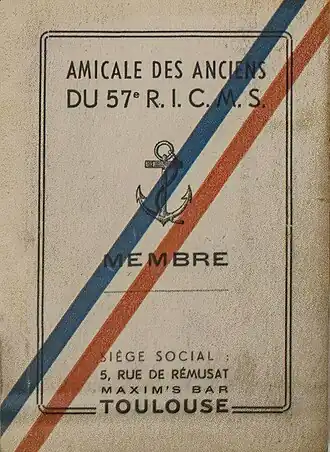 AMICALE DES ANCIENS
DU 57e R. I. C. M. S.
MEMBRE
SIÈGE SOCIAL :
5, RUE DE RÉMUSAT
MAXIM'S BAR
TOULOUSE